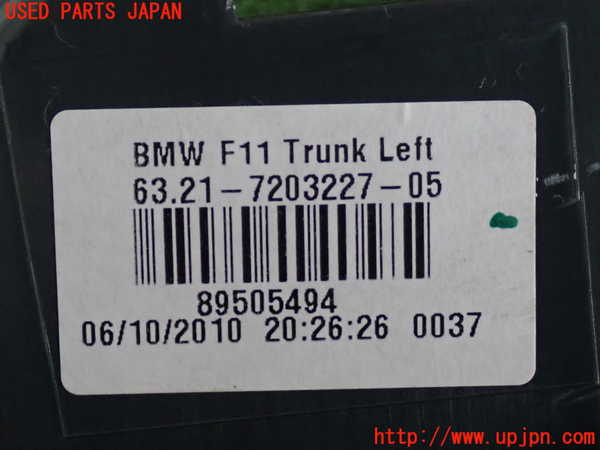 USED PARTS JAPAN
BMW F11 Trunk Left
63.21-7203227-05
89505494
06/10/2010 20:26:26 0037
http://www.upjpn.com/